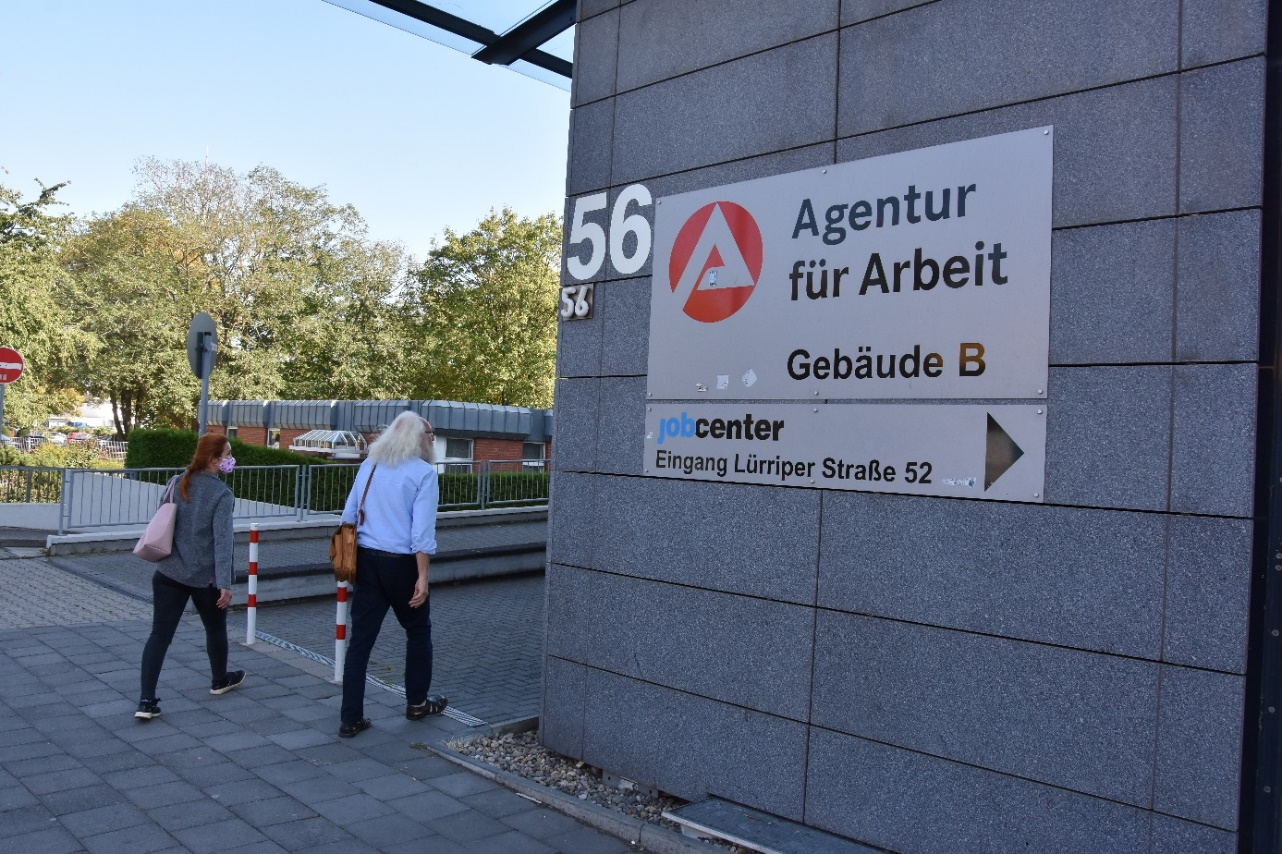 56
56
Agentur
für Arbeit
Gebäude B
jobcenter
Eingang Lürriper Straße 52